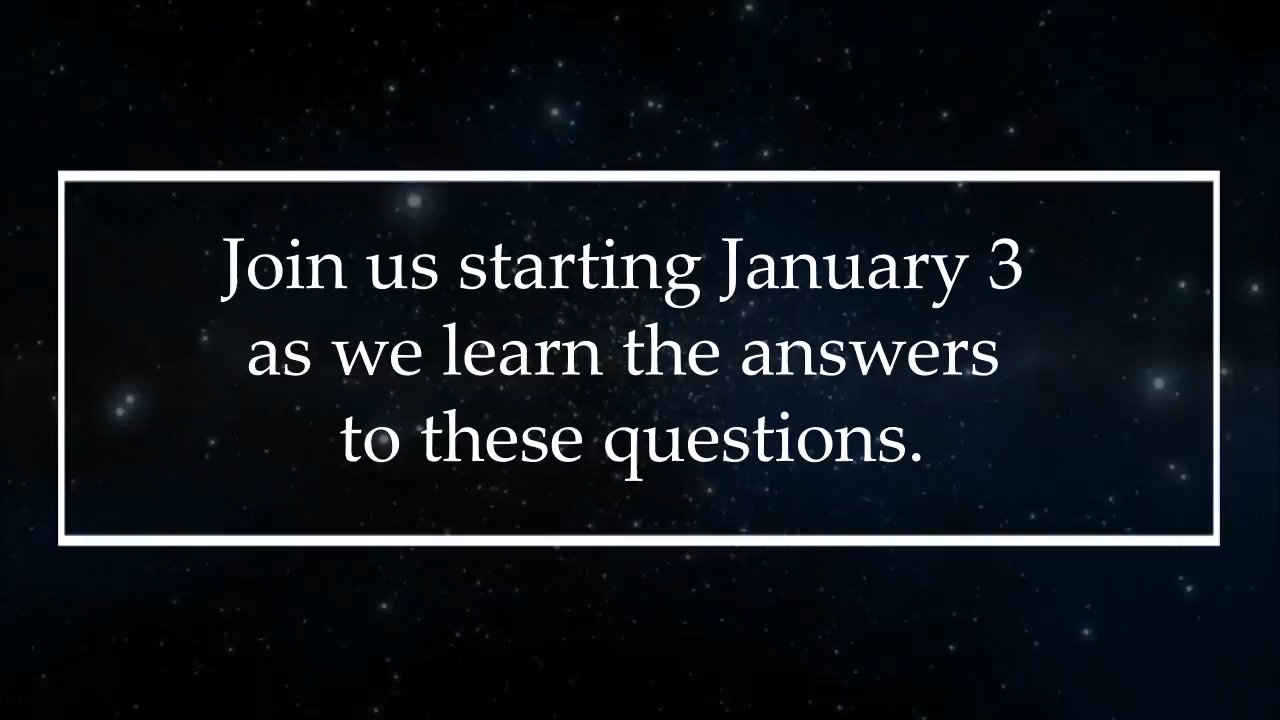 Join us starting January 3
as we learn the answers
to these questions.